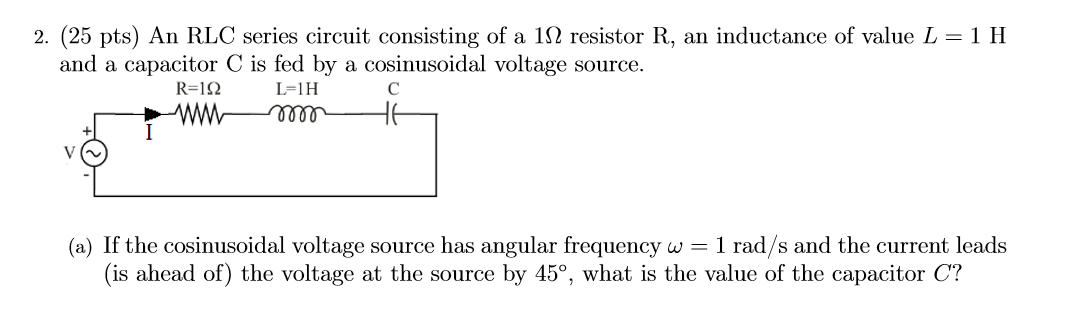 2. (25 pts) An RLC series circuit consisting of a 1Ω resistor R, an inductance of value L = 1 H
and a capacitor C is fed by a cosinusoidal voltage source.
R=1Ω L=1H C
+ I
V
-
(a) If the cosinusoidal voltage source has angular frequency ω = 1 rad/s and the current leads
(is ahead of) the voltage at the source by 45°, what is the value of the capacitor C?